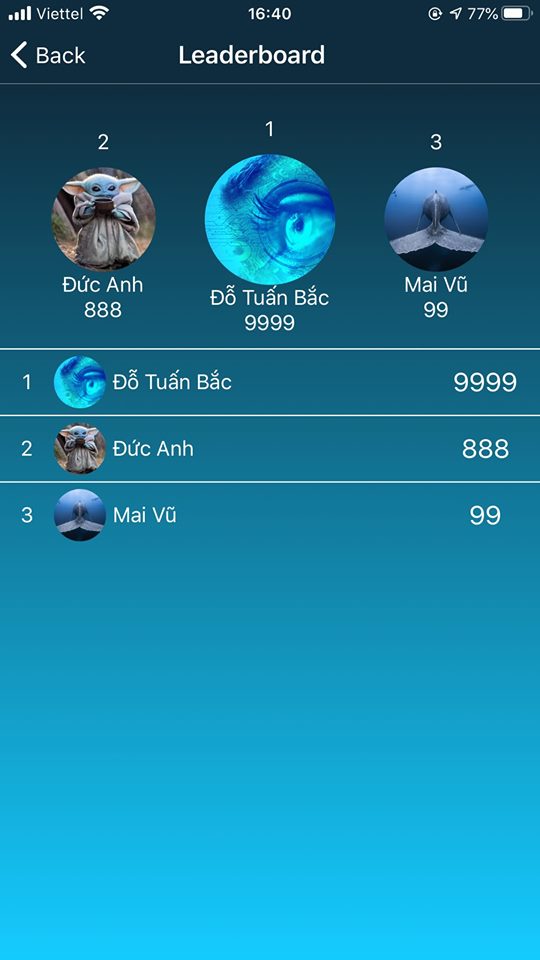 Viettel 16:40 77%
Back Leaderboard
1
2 3
Đức Anh Đỗ Tuấn Bắc Mai Vũ
888 9999 99
1 Đỗ Tuấn Bắc 9999
2 Đức Anh 888
3 Mai Vũ 99